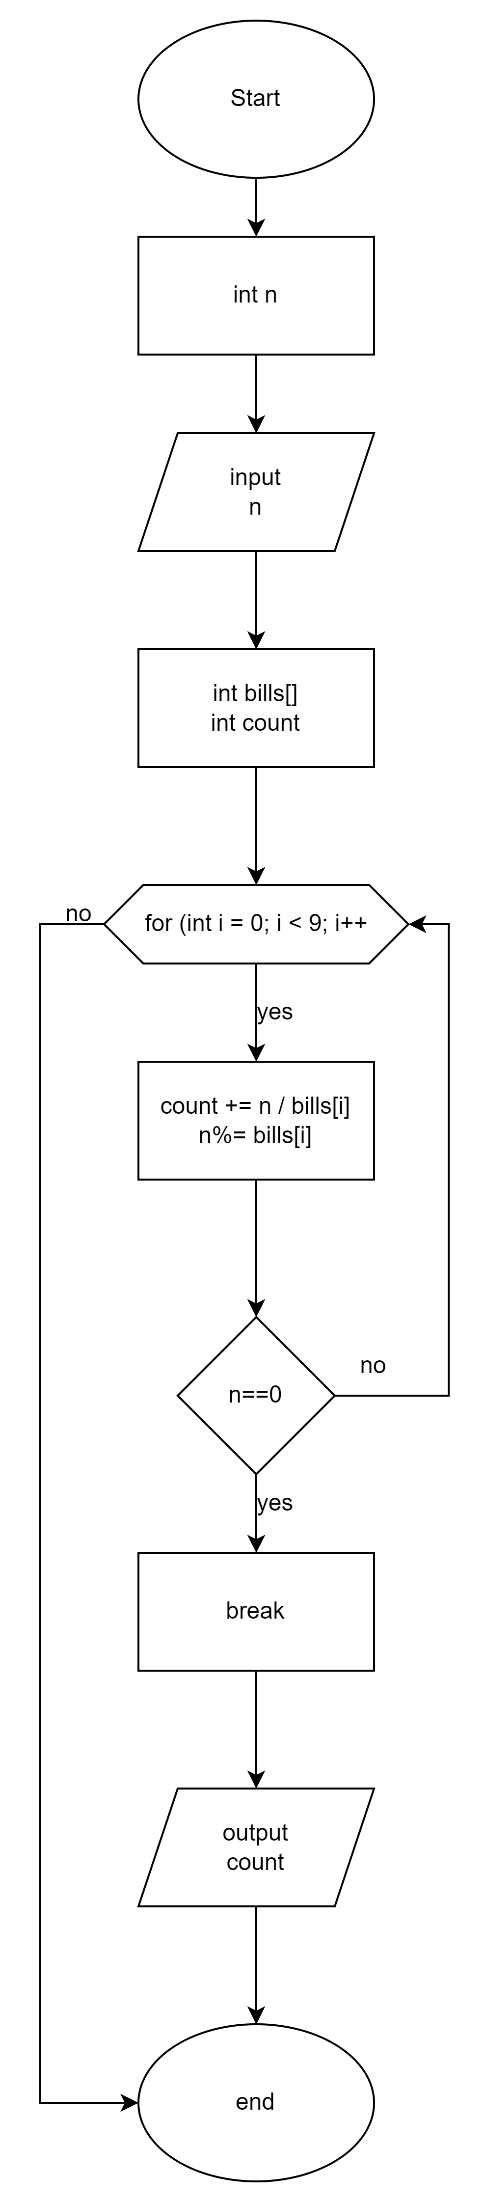 Start
int n
input
n
int bills[]
int count
no
for (int i = 0; i < 9; i++
yes
count += n / bills[i]
n%= bills[i]
no
n==0
yes
break
output
count
end